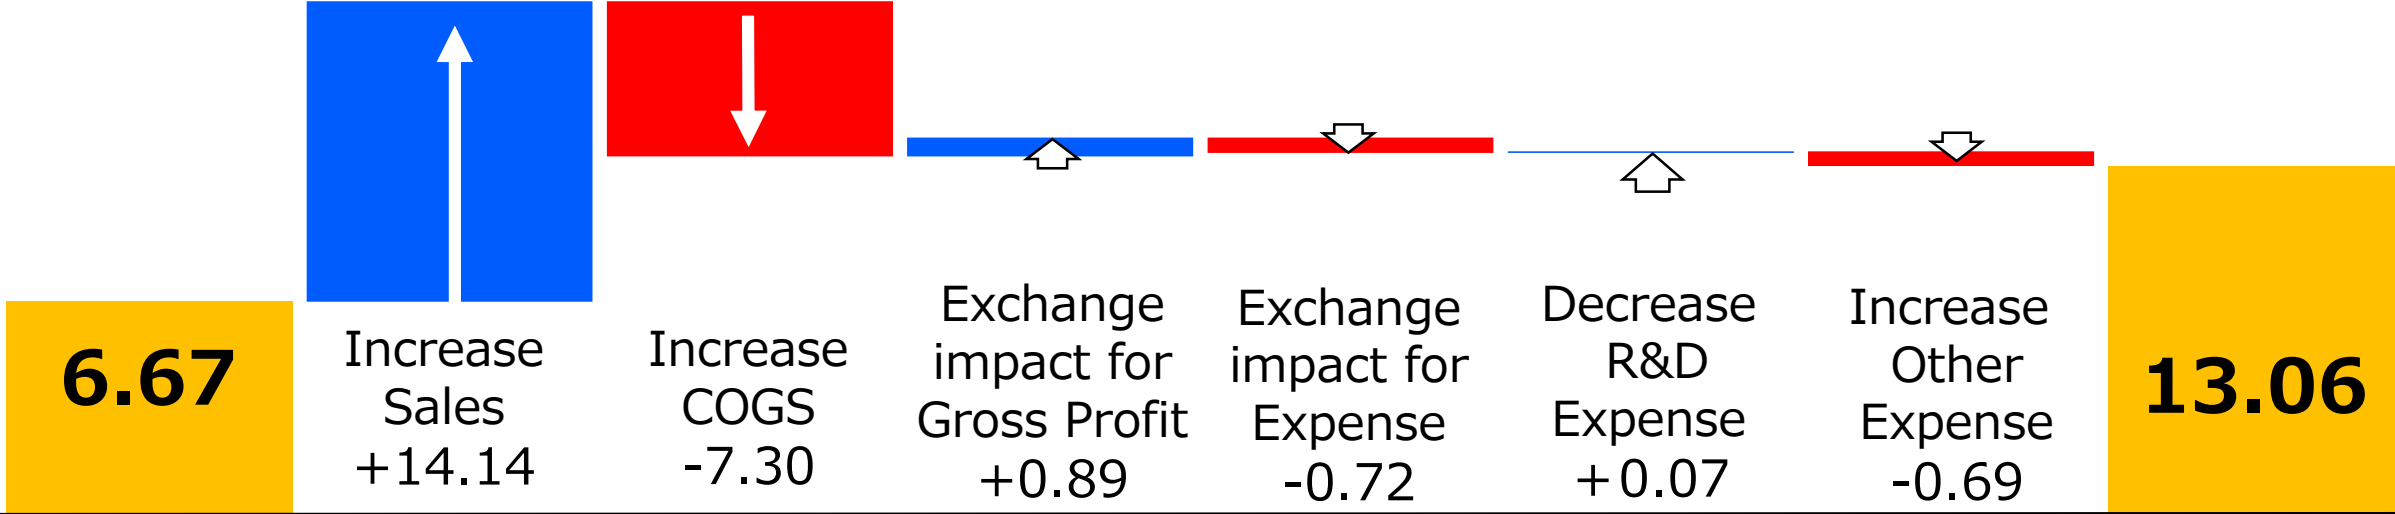 6.67
Increase
Sales
+14.14
Increase
COGS
-7.30
Exchange
impact for
Gross Profit
+0.89
Exchange
impact for
Expense
-0.72
Decrease
R&D
Expense
+0.07
Increase
Other
Expense
-0.69
13.06